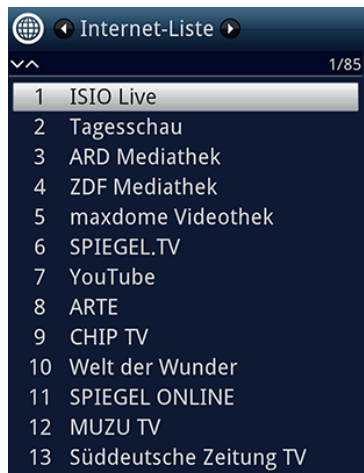 Internet-Liste
1/85
1 ISIO Live
2 Tagesschau
3 ARD Mediathek
4 ZDF Mediathek
5 maxdome Videothek
6 SPIEGEL.TV
7 YouTube
8 ARTE
9 CHIP TV
10 Welt der Wunder
11 SPIEGEL ONLINE
12 MUZU TV
13 Süddeutsche Zeitung TV